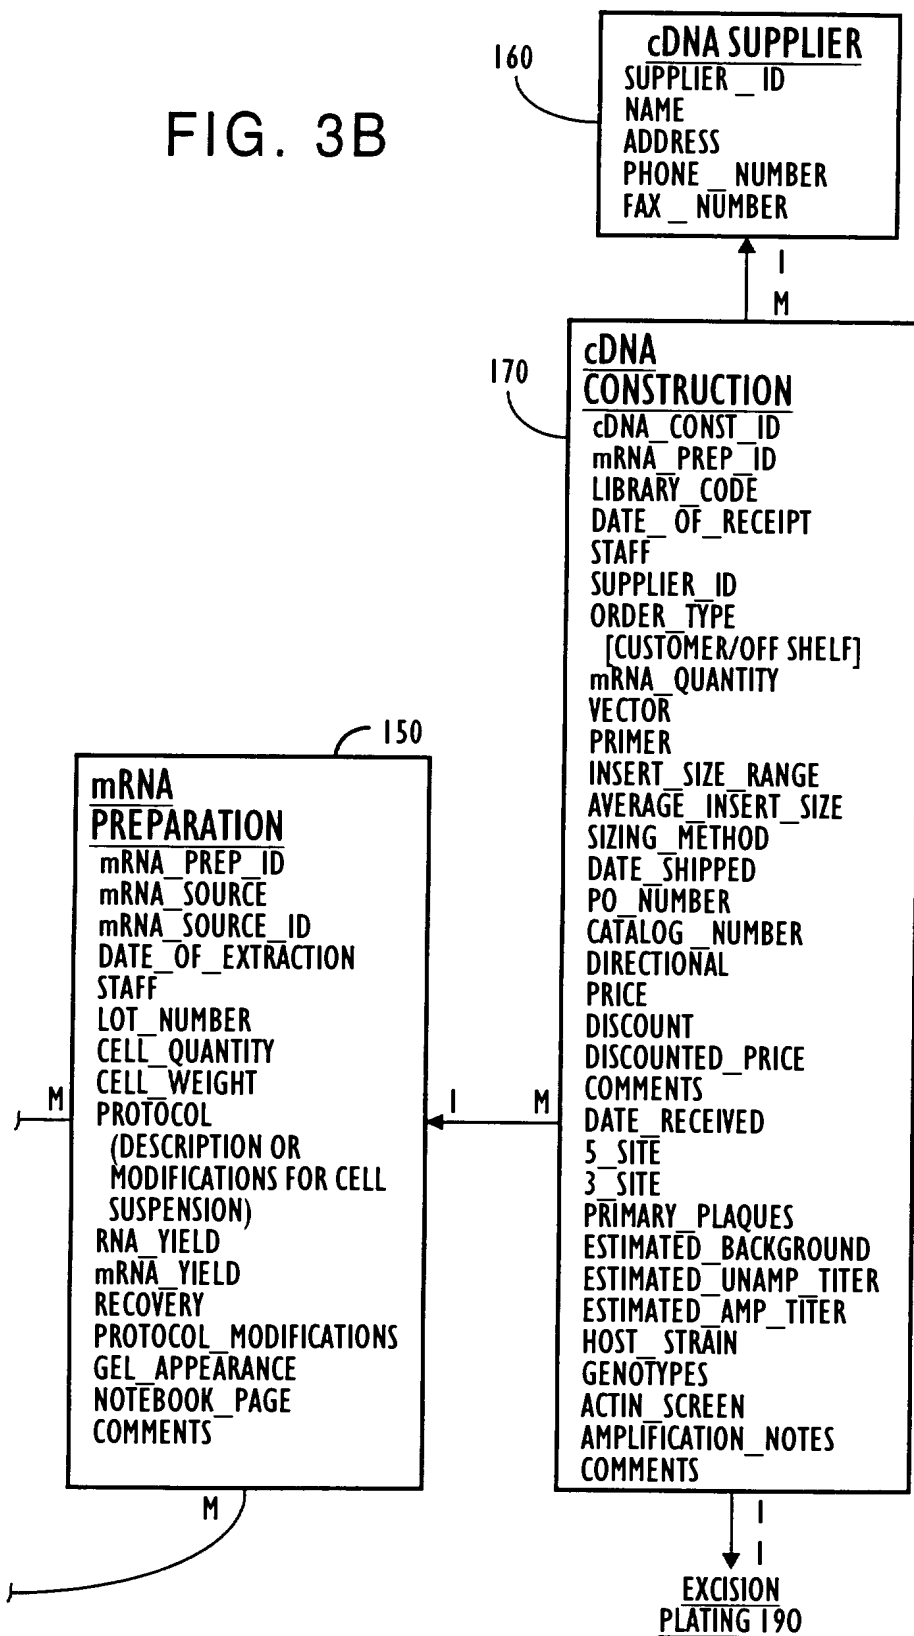 FIG. 3B
160
cDNA SUPPLIER
SUPPLIER_ID
NAME
ADDRESS
PHONE_NUMBER
FAX_NUMBER
I
M
170
cDNA
CONSTRUCTION
cDNA_CONST_ID
mRNA_PREP_ID
LIBRARY_CODE
DATE_OF_RECEIPT
STAFF
SUPPLIER_ID
ORDER_TYPE
[CUSTOMER/OFF SHELF]
mRNA_QUANTITY
VECTOR
PRIMER
INSERT_SIZE_RANGE
AVERAGE_INSERT_SIZE
SIZING_METHOD
DATE_SHIPPED
PO_NUMBER
CATALOG_NUMBER
DIRECTIONAL
PRICE
DISCOUNT
DISCOUNTED_PRICE
COMMENTS
DATE_RECEIVED
5_SITE
3_SITE
PRIMARY_PLAQUES
ESTIMATED_BACKGROUND
ESTIMATED_UNAMP_TITER
ESTIMATED_AMP_TITER
HOST_STRAIN
GENOTYPES
ACTIN_SCREEN
AMPLIFICATION_NOTES
COMMENTS
150
mRNA
PREPARATION
mRNA_PREP_ID
mRNA_SOURCE
mRNA_SOURCE_ID
DATE_OF_EXTRACTION
STAFF
LOT_NUMBER
CELL_QUANTITY
CELL_WEIGHT
PROTOCOL
(DESCRIPTION OR
MODIFICATIONS FOR CELL
SUSPENSION)
RNA_YIELD
mRNA_YIELD
RECOVERY
PROTOCOL_MODIFICATIONS
GEL_APPEARANCE
NOTEBOOK_PAGE
COMMENTS
M
I M
M
I
I
EXCISION
PLATING 190